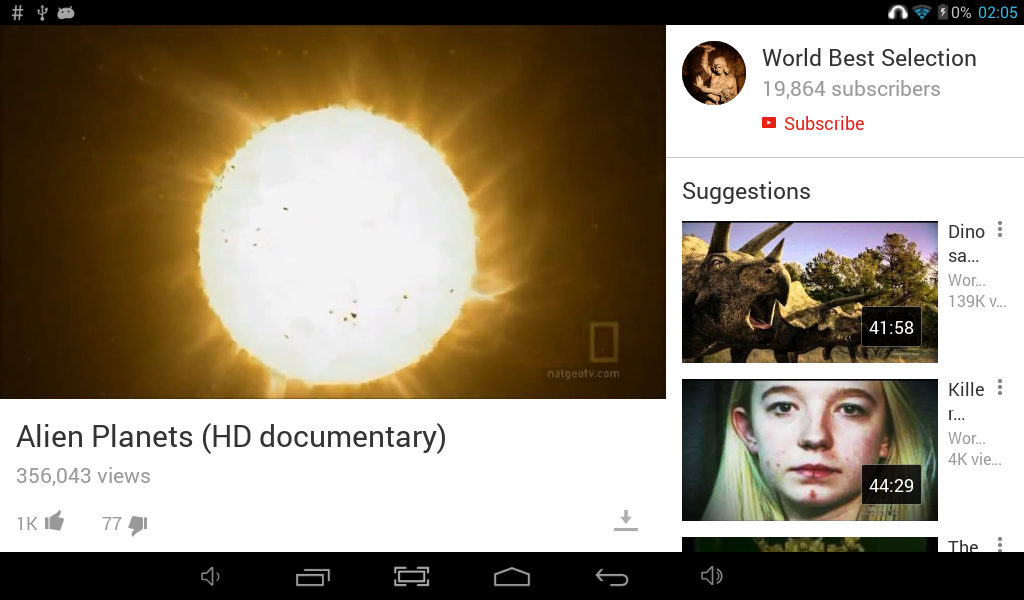 # 0% 02:05
natgeotv.com
Alien Planets (HD documentary)
356,043 views
1K 77
World Best Selection
19,864 subscribers
Subscribe
Suggestions
Dino
sa...
Wor...
139K v...
41:58
Kille
r...
Wor...
4K vie...
44:29
The